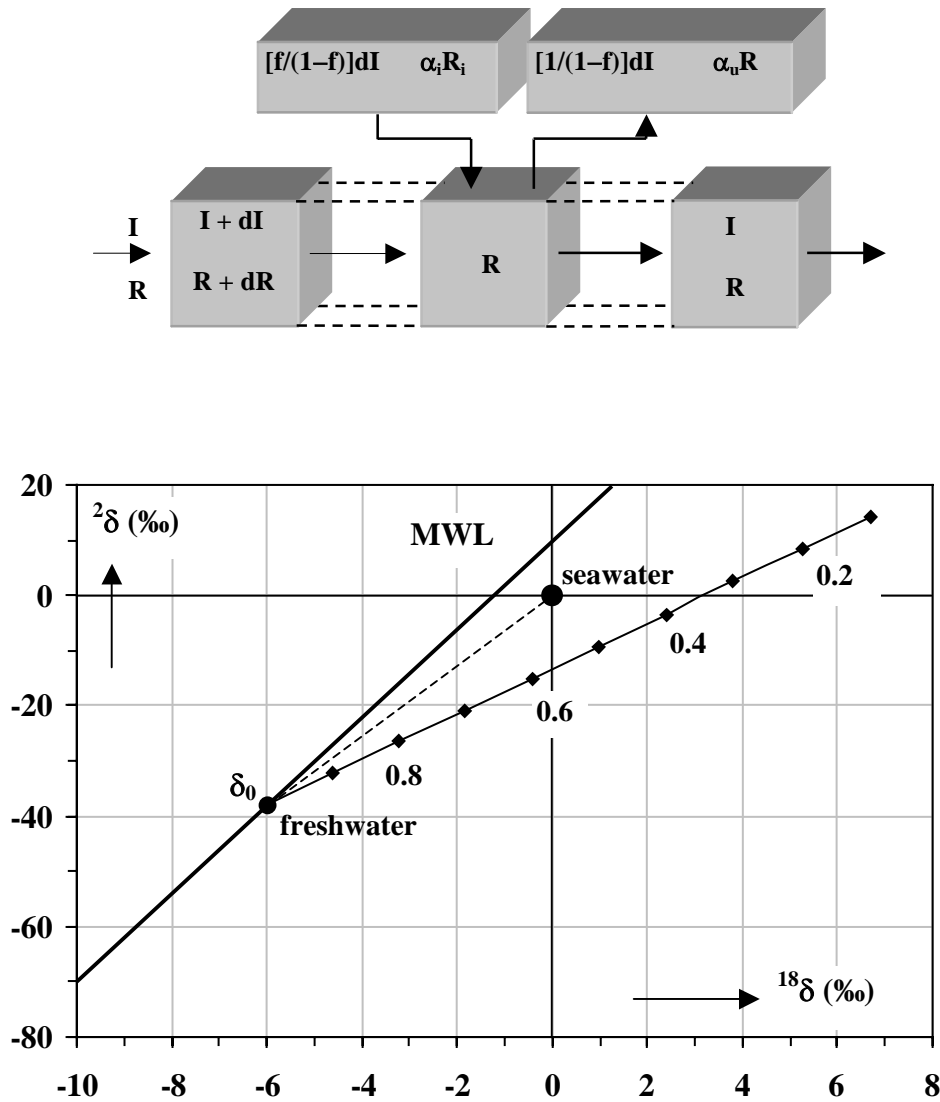 [f/(1–f)]dI αᵢRᵢ
[1/(1–f)]dI αᵤR
I
R
I + dI
R + dR
R
I
R
20
0
-20
-40
-60
-80
²δ (‰)
MWL
seawater
0.2
0.4
0.6
0.8
δ₀
freshwater
¹⁸δ (‰)
-10 -8 -6 -4 -2 0 2 4 6 8